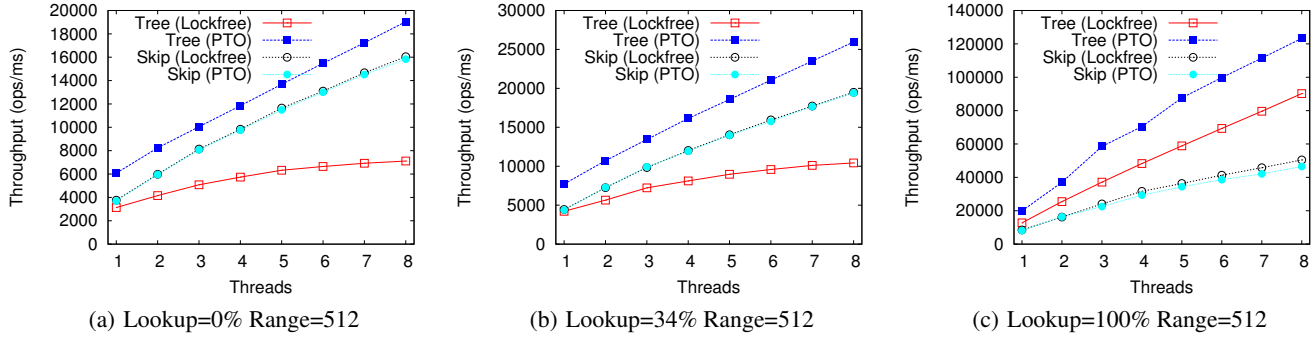 Throughput (ops/ms)
20000
18000
16000
14000
12000
10000
8000
6000
4000
2000
0
Tree (Lockfree)
Tree (PTO)
Skip (Lockfree)
Skip (PTO)
1 2 3 4 5 6 7 8
Threads
(a) Lookup=0% Range=512
Throughput (ops/ms)
30000
25000
20000
15000
10000
5000
0
Tree (Lockfree)
Tree (PTO)
Skip (Lockfree)
Skip (PTO)
1 2 3 4 5 6 7 8
Threads
(b) Lookup=34% Range=512
Throughput (ops/ms)
140000
120000
100000
80000
60000
40000
20000
0
Tree (Lockfree)
Tree (PTO)
Skip (Lockfree)
Skip (PTO)
1 2 3 4 5 6 7 8
Threads
(c) Lookup=100% Range=512